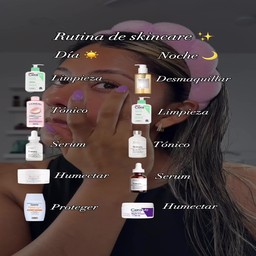 Rutina de skincare ✨
Día ☀️
Noche 🌙
Limpieza
Desmaquillar
Tónico
Limpieza
Serum
Tónico
Humectar
Serum
Proteger
Humectar